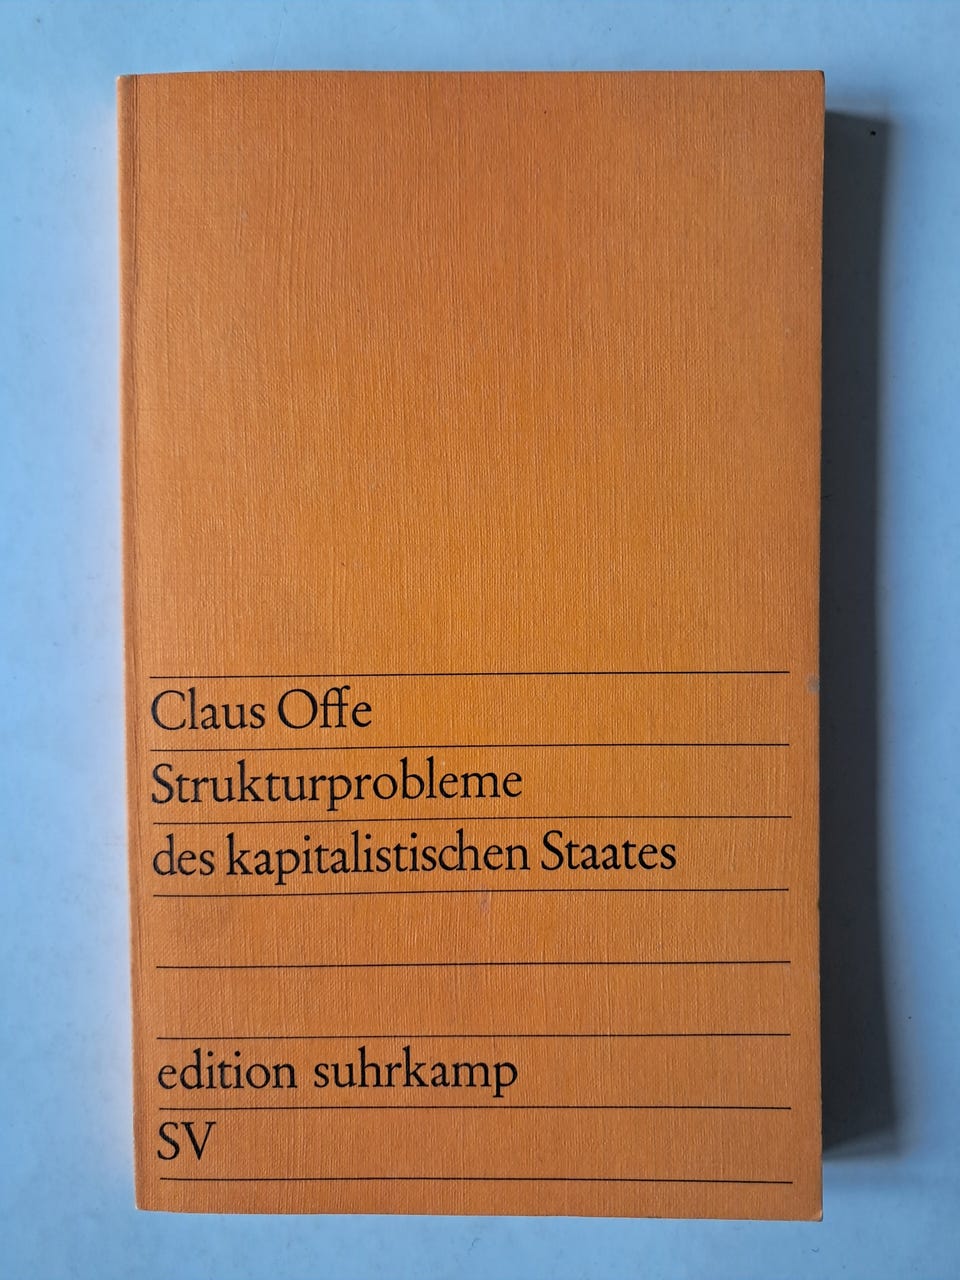 Claus Offe
Strukturprobleme
des kapitalistischen Staates
edition suhrkamp
SV